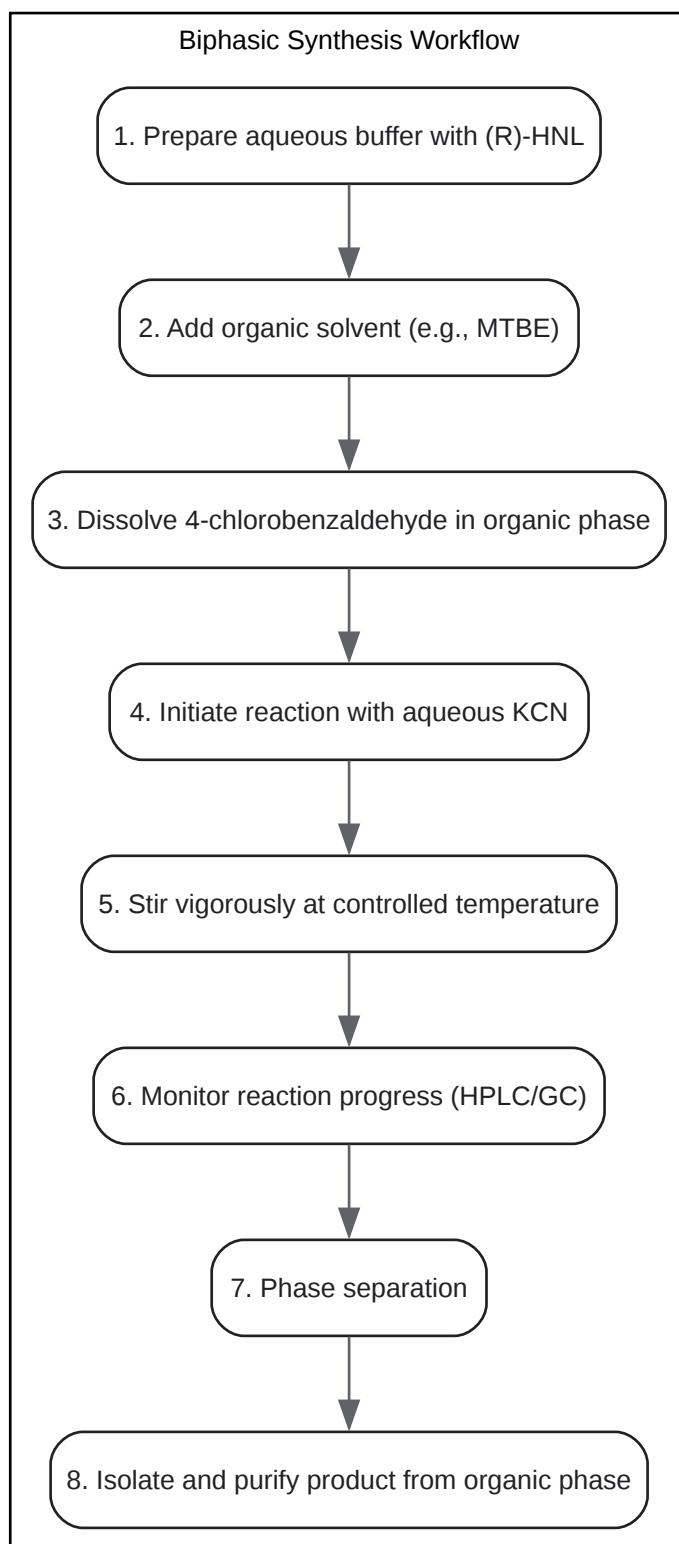 Biphasic Synthesis Workflow
1. Prepare aqueous buffer with (R)-HNL
2. Add organic solvent (e.g., MTBE)
3. Dissolve 4-chlorobenzaldehyde in organic phase
4. Initiate reaction with aqueous KCN
5. Stir vigorously at controlled temperature
6. Monitor reaction progress (HPLC/GC)
7. Phase separation
8. Isolate and purify product from organic phase